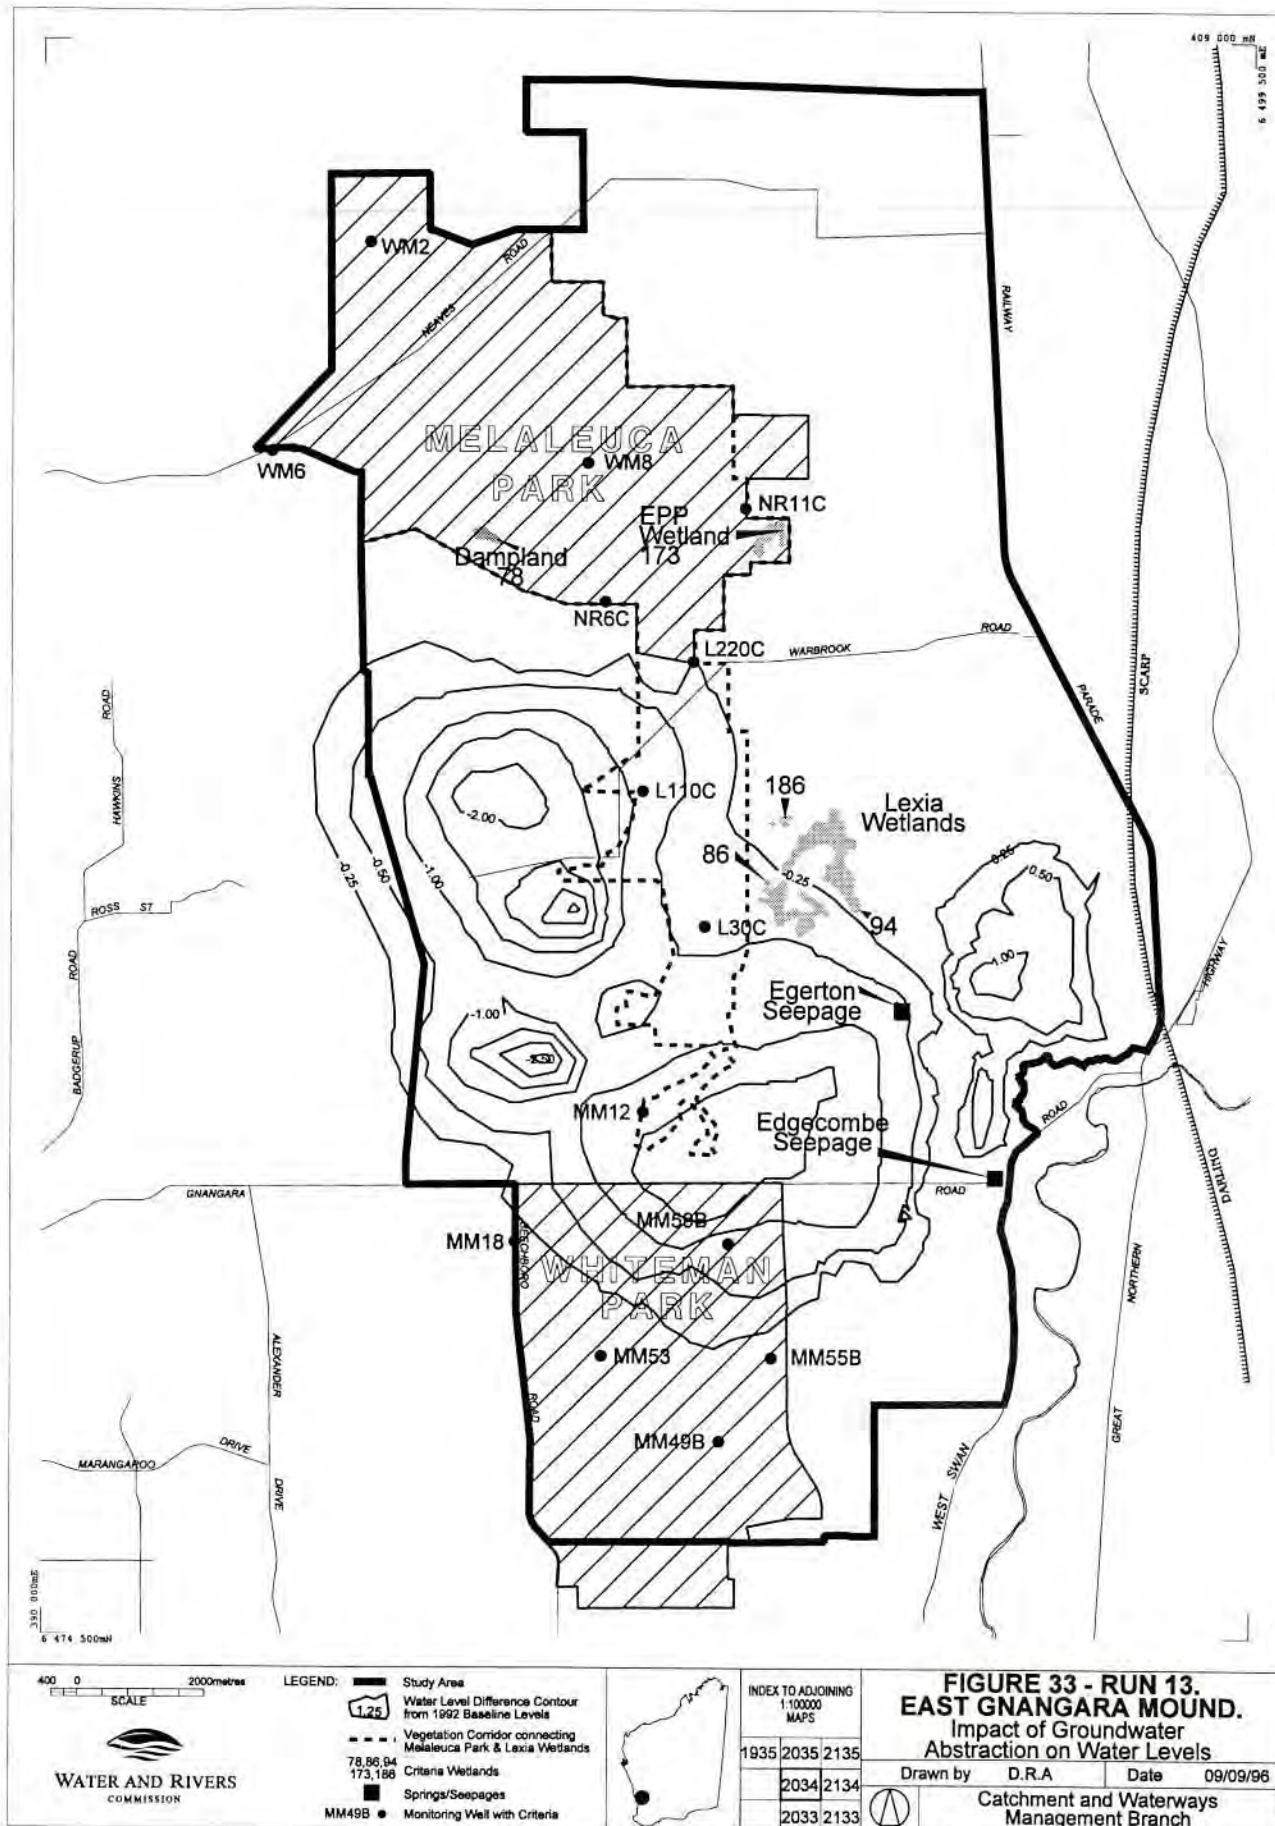 409 000 mN
6 499 500 mE
WM2
NEAVES
ROAD
RAILWAY
MELALEUCA
PARK
WM6
WM8
NR11C
EPP
Wetland
173
Dampland
78
NR6C
L220C
WARBROOK
ROAD
PARADE
SCARP
ROAD
HAWKINS
-2.00
L110C
186
Lexia
Wetlands
86
-0.25
-0.50
-1.00
-0.25
0.25
0.50
94
L30C
1.00
ROSS ST
BADGERUP
ROAD
HIGHWAY
Egerton
Seepage
-1.00
MM12
Edgecombe
Seepage
ROAD
ROAD
DARLING
GNANGARA
MM18
BEECHBORO
MM58B
WHITEMAN
PARK
NORTHERN
ALEXANDER
MM53
MM55B
ROAD
MM49B
GREAT
MARANGAROO
DRIVE
DRIVE
WEST SWAN
390 000mE
6 474 500mN
400 0 2000metres
SCALE
WATER AND RIVERS
COMMISSION
LEGEND:
Study Area
1.25
Water Level Difference Contour
from 1992 Baseline Levels
Vegetation Corridor connecting
Melaleuca Park & Lexia Wetlands
78,86,94
173,186
Criteria Wetlands
Springs/Seepages
MM49B
Monitoring Well with Criteria
INDEX TO ADJOINING
1:100000
MAPS
1935 2035 2135
2034 2134
2033 2133
FIGURE 33 - RUN 13.
EAST GNANGARA MOUND.
Impact of Groundwater
Abstraction on Water Levels
Drawn by D.R.A Date 09/09/96
Catchment and Waterways
Management Branch